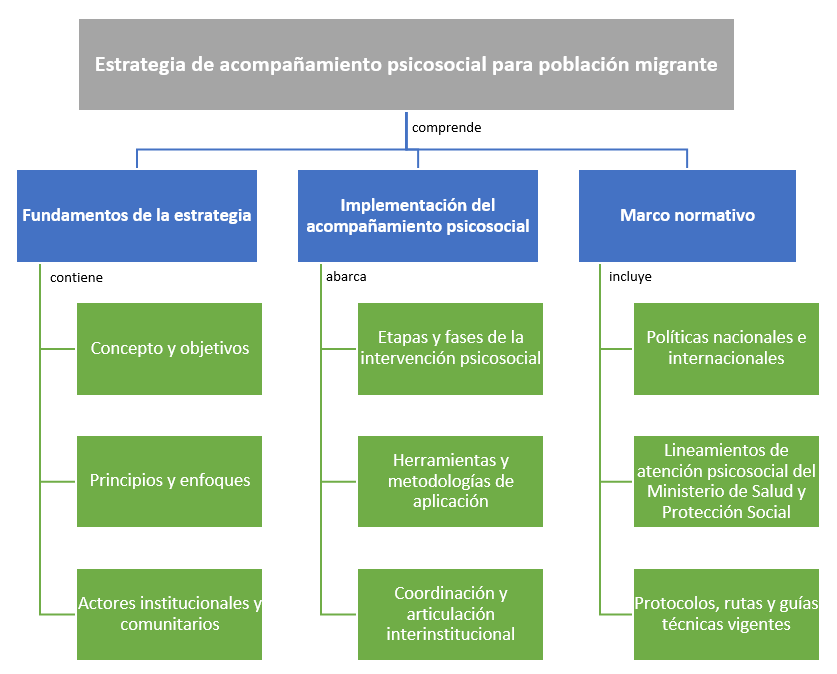 Estrategia de acompañamiento psicosocial para población migrante
comprende
Fundamentos de la estrategia
contiene
Concepto y objetivos
Principios y enfoques
Actores institucionales y
comunitarios
Implementación del
acompañamiento psicosocial
abarca
Etapas y fases de la
intervención psicosocial
Herramientas y
metodologías de
aplicación
Coordinación y
articulación
interinstitucional
Marco normativo
incluye
Políticas nacionales e
internacionales
Lineamientos de
atención psicosocial del
Ministerio de Salud y
Protección Social
Protocolos, rutas y guías
técnicas vigentes